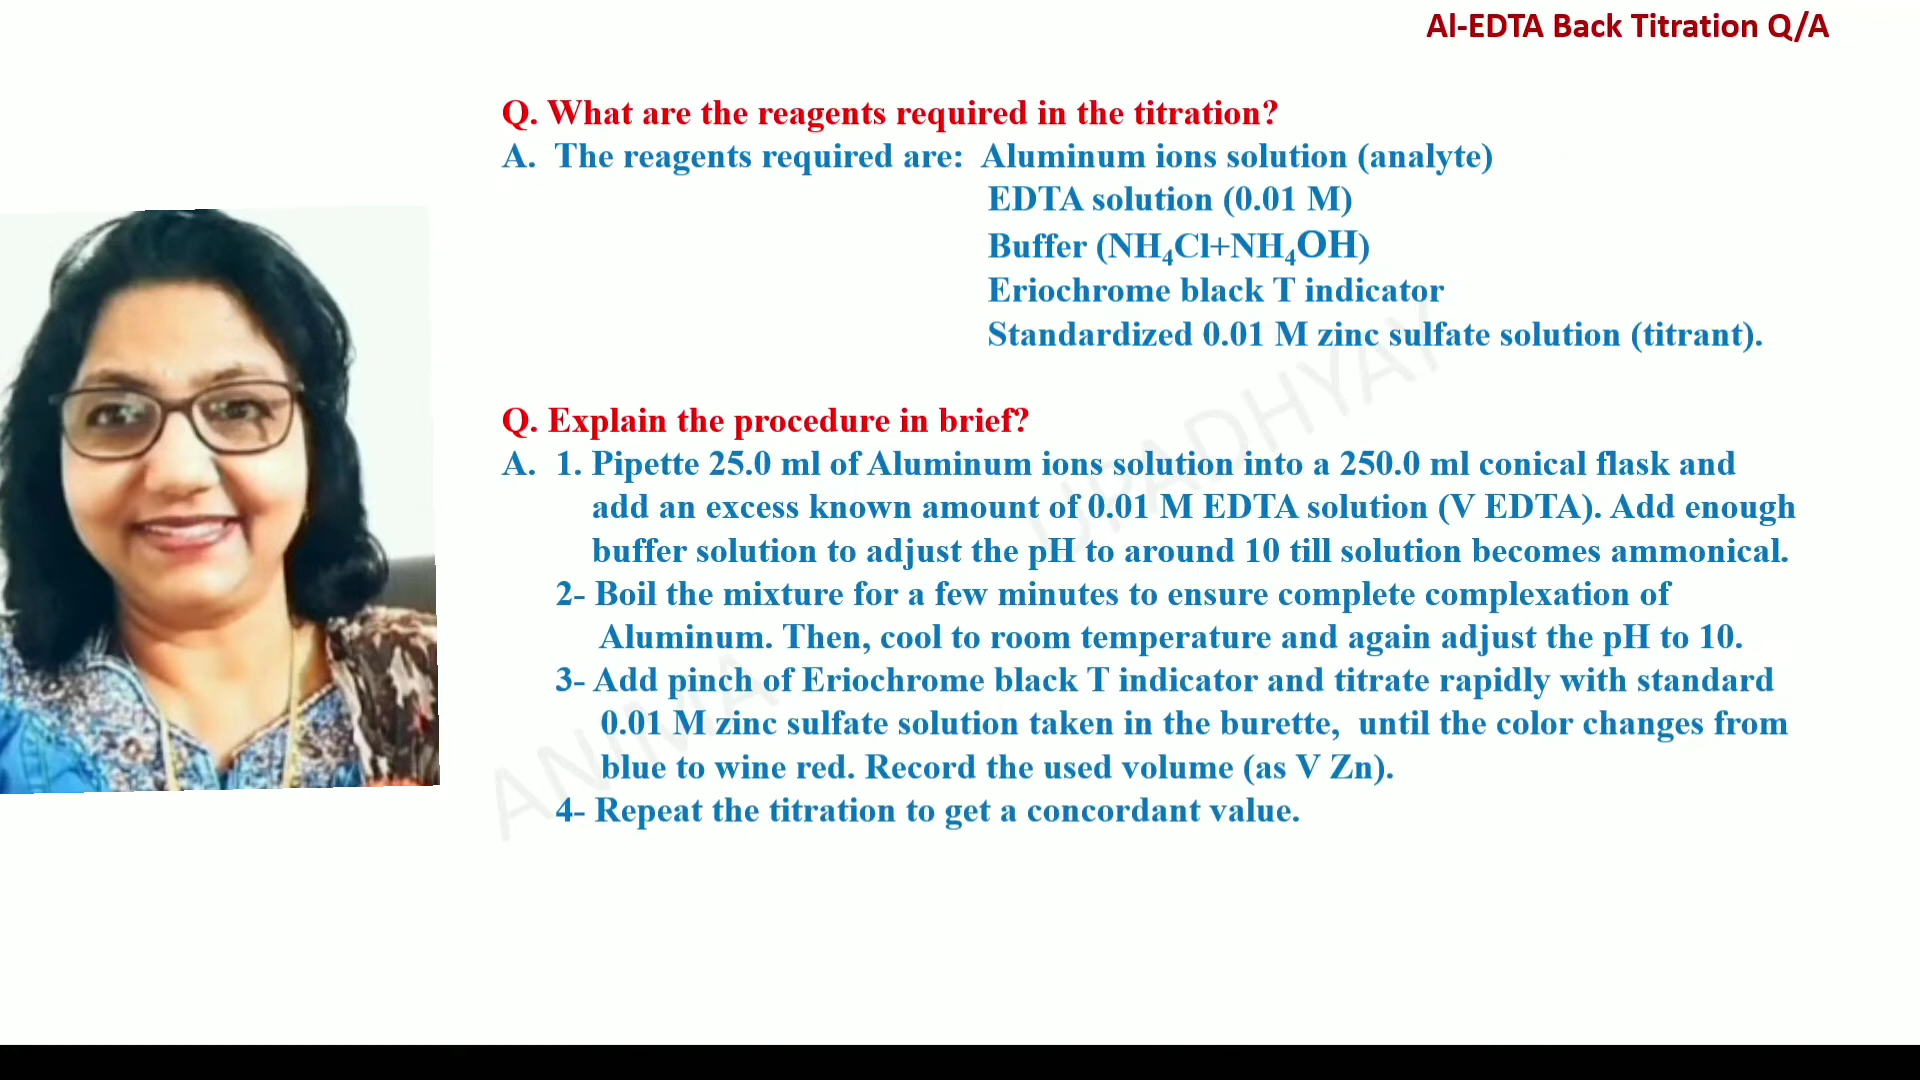 Al-EDTA Back Titration Q/A
Q. What are the reagents required in the titration?
A. The reagents required are: Aluminum ions solution (analyte)
EDTA solution (0.01 M)
Buffer (NH₄Cl+NH₄OH)
Eriochrome black T indicator
Standardized 0.01 M zinc sulfate solution (titrant).
Q. Explain the procedure in brief?
A. 1. Pipette 25.0 ml of Aluminum ions solution into a 250.0 ml conical flask and
add an excess known amount of 0.01 M EDTA solution (V EDTA). Add enough
buffer solution to adjust the pH to around 10 till solution becomes ammonical.
2- Boil the mixture for a few minutes to ensure complete complexation of
Aluminum. Then, cool to room temperature and again adjust the pH to 10.
3- Add pinch of Eriochrome black T indicator and titrate rapidly with standard
0.01 M zinc sulfate solution taken in the burette, until the color changes from
blue to wine red. Record the used volume (as V Zn).
4- Repeat the titration to get a concordant value.
ANIMA UPADHYAY